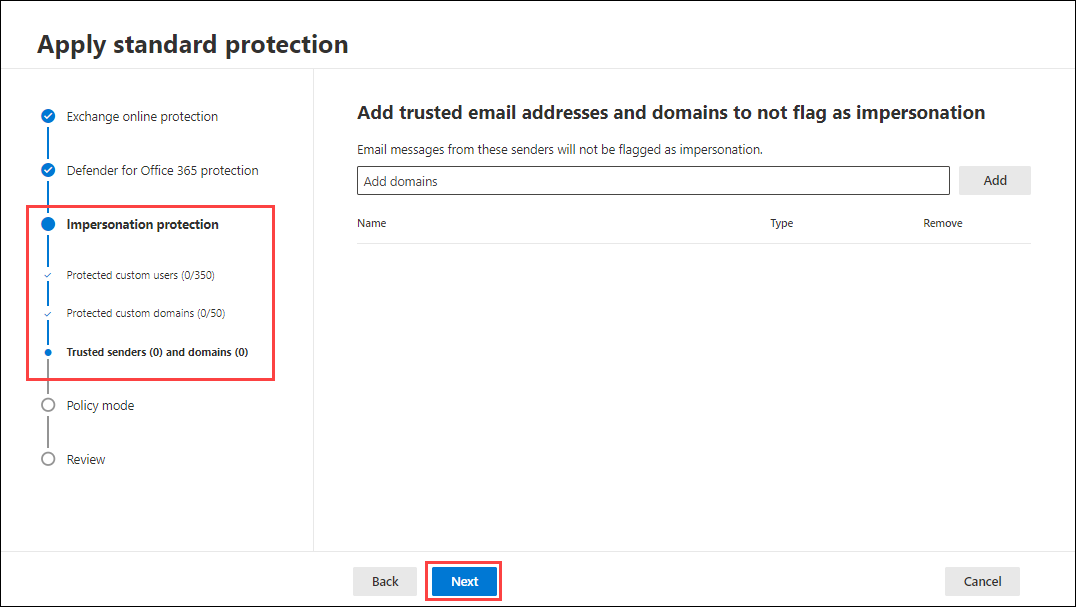 Apply standard protection
Exchange online protection
Defender for Office 365 protection
Impersonation protection
Protected custom users (0/350)
Protected custom domains (0/50)
Trusted senders (0) and domains (0)
Policy mode
Review
Add trusted email addresses and domains to not flag as impersonation
Email messages from these senders will not be flagged as impersonation.
Add domains
Add
Name Type Remove
Back Next Cancel